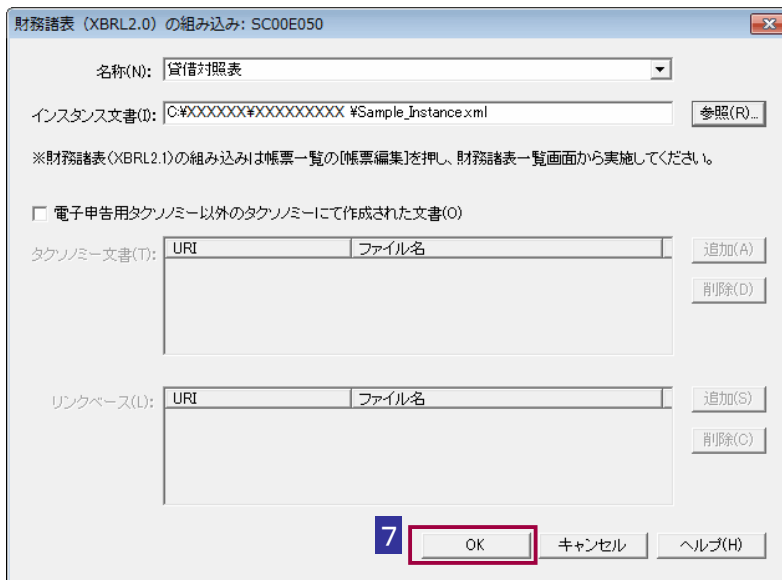 財務諸表（XBRL2.0）の組み込み: SC00E050
名称(N): 貸借対照表
インスタンス文書(I): C:¥XXXXXX¥XXXXXXXXX ¥Sample_Instance.xml 参照(R)...
※財務諸表(XBRL2.1)の組み込みは帳票一覧の[帳票編集]を押し、財務諸表一覧画面から実施してください。
電子申告用タクソノミー以外のタクソノミーにて作成された文書(O)
タクソノミー文書(T): URI ファイル名 追加(A)
削除(D)
リンクベース(L): URI ファイル名 追加(S)
削除(C)
7 OK キャンセル ヘルプ(H)